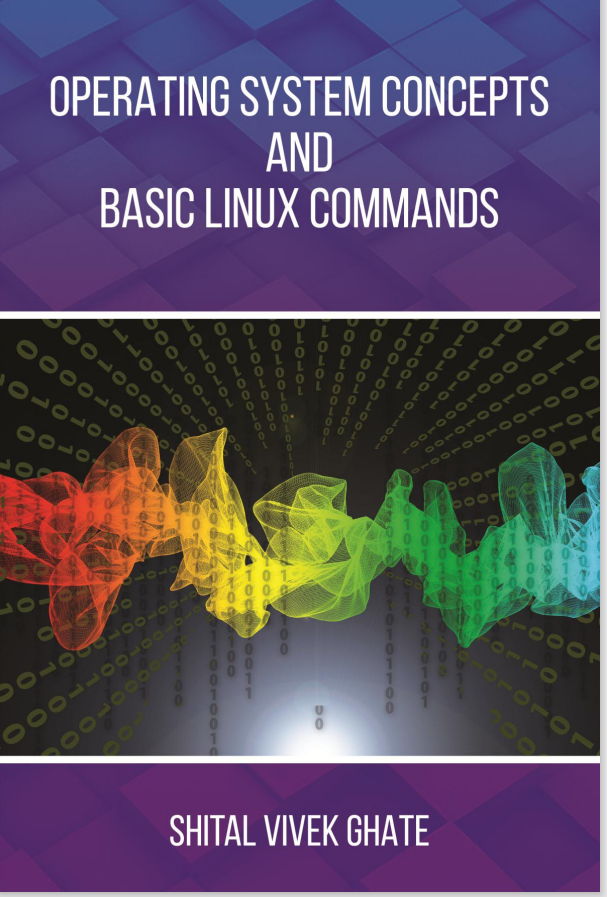 OPERATING SYSTEM CONCEPTS
AND
BASIC LINUX COMMANDS
SHITAL VIVEK GHATE